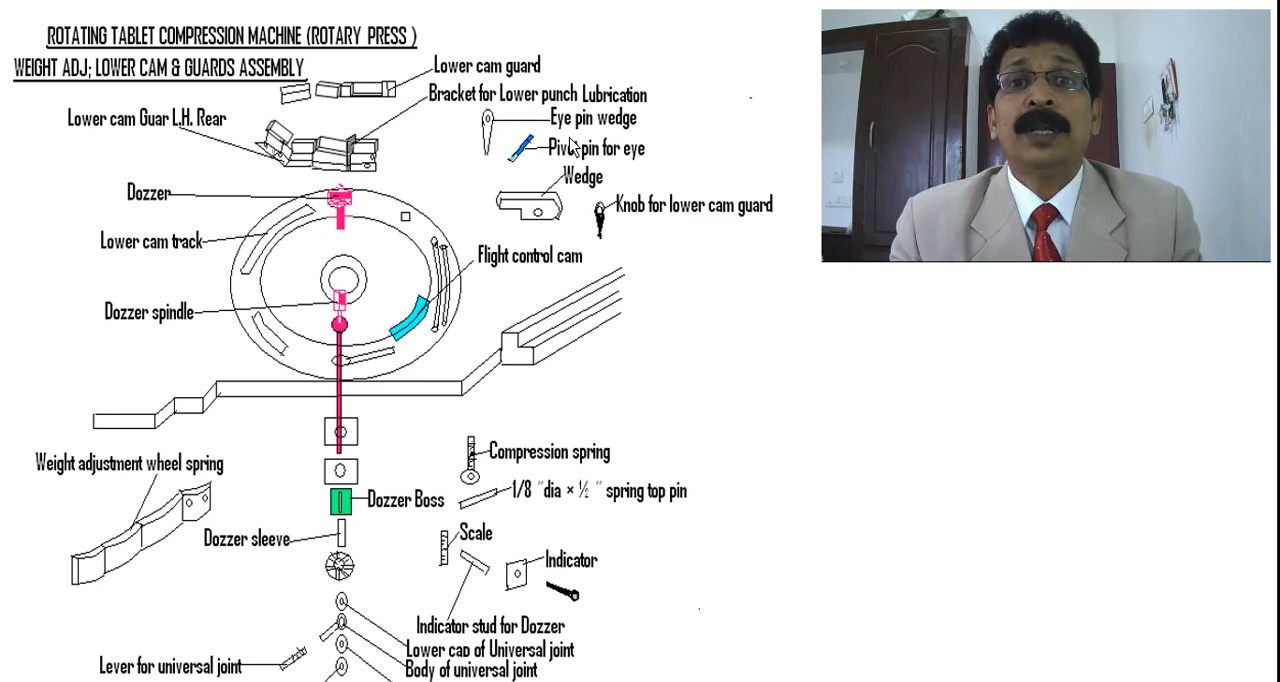 ROTATING TABLET COMPRESSION MACHINE (ROTARY PRESS )
WEIGHT ADJ; LOWER CAM & GUARDS ASSEMBLY
Lower cam guard
Bracket for Lower punch Lubrication
Lower cam Guar L.H. Rear
Eye pin wedge
Pivot pin for eye
Wedge
Dozzer
Knob for lower cam guard
Lower cam track
Flight control cam
Dozzer spindle
Compression spring
Weight adjustment wheel spring
1/8 "dia × ½ " spring top pin
Dozzer Boss
Dozzer sleeve
Scale
Indicator
Indicator stud for Dozzer
Lower cap of Universal joint
Lever for universal joint
Body of universal joint